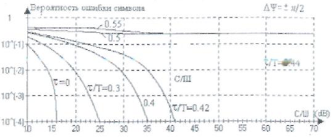 Вероятность ошибки символа
ΔΨ=± π/2
0.55
0.5
10^(-1)
10^(-2)
10^(-3)
10^(-4)
τ=0
τ/T=0.3
0.4
τ/T=0.42
С/Ш
τ/T=0.44
С/Ш (dB)
10 15 20 25 30 35 40 45 50 55 60 65 70